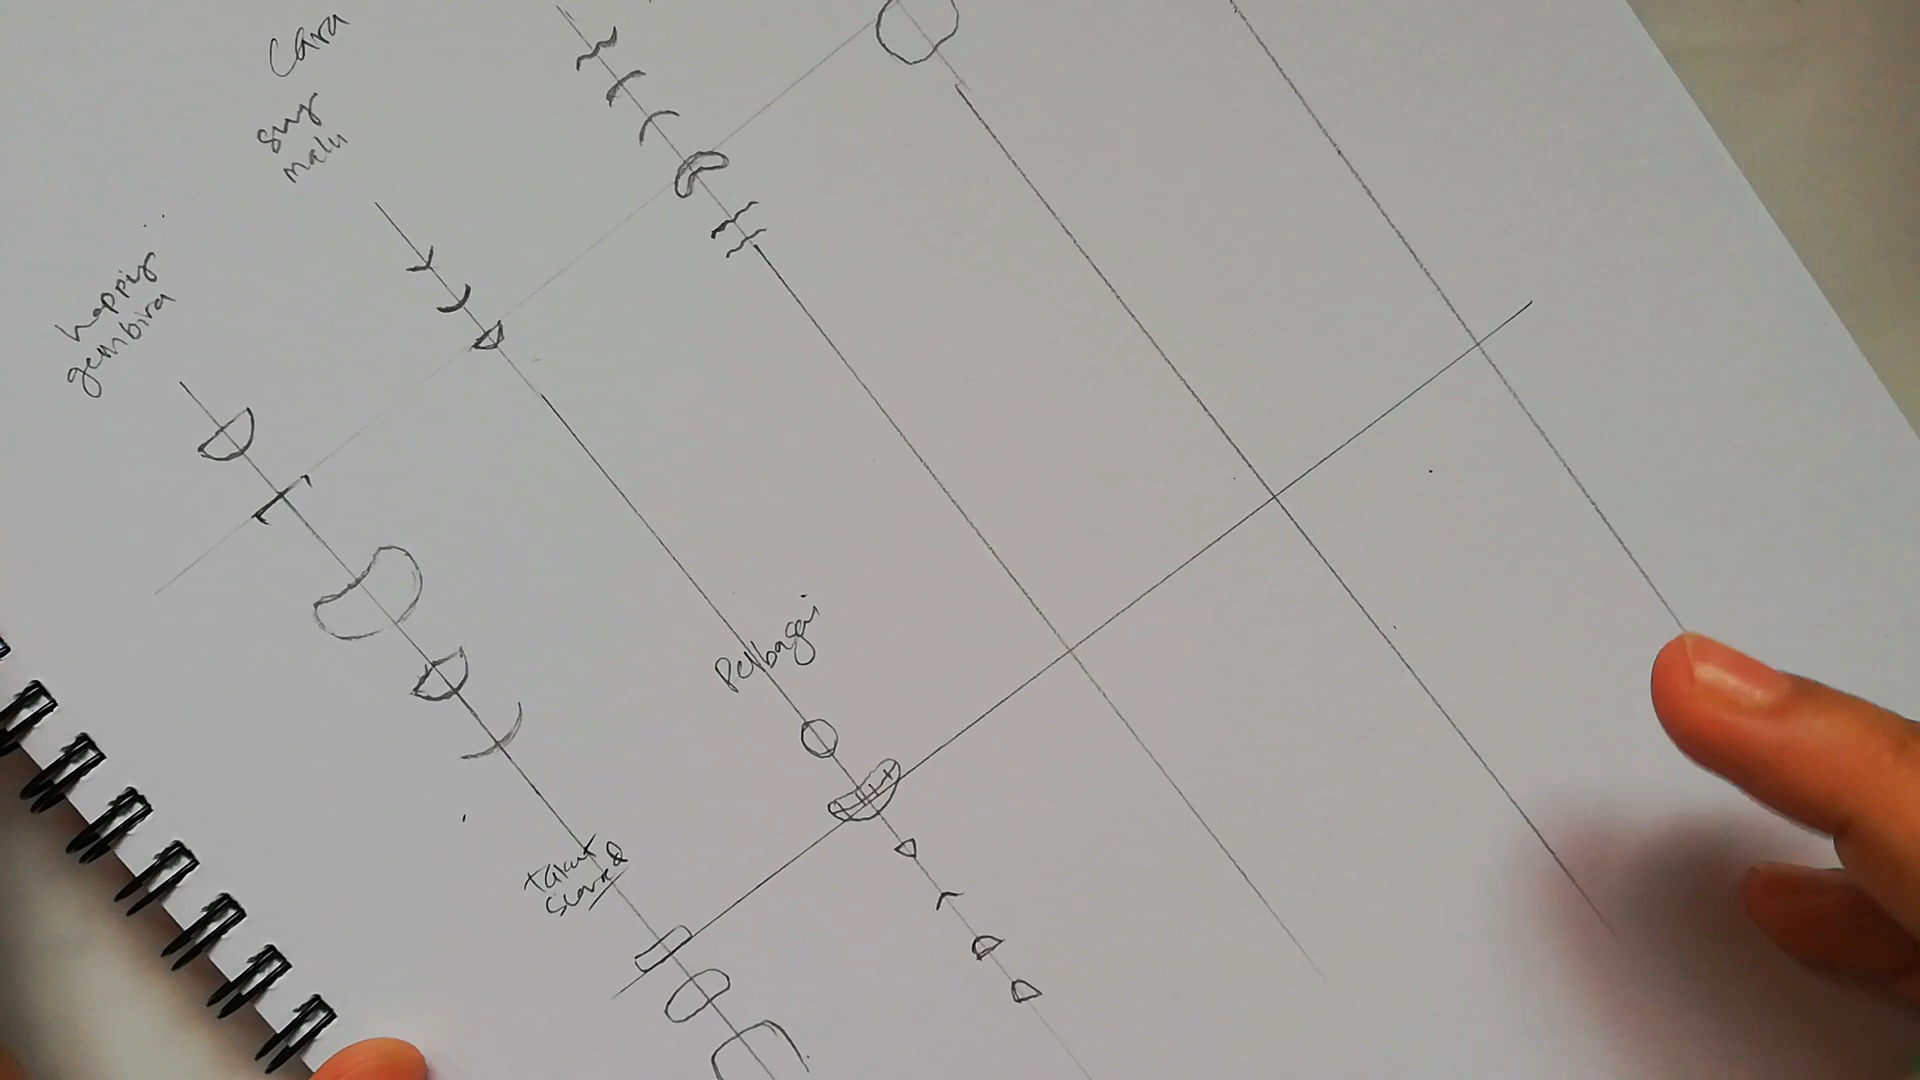 Cara
shy
malu
happy
gembira
Pelbagai
takut
scared